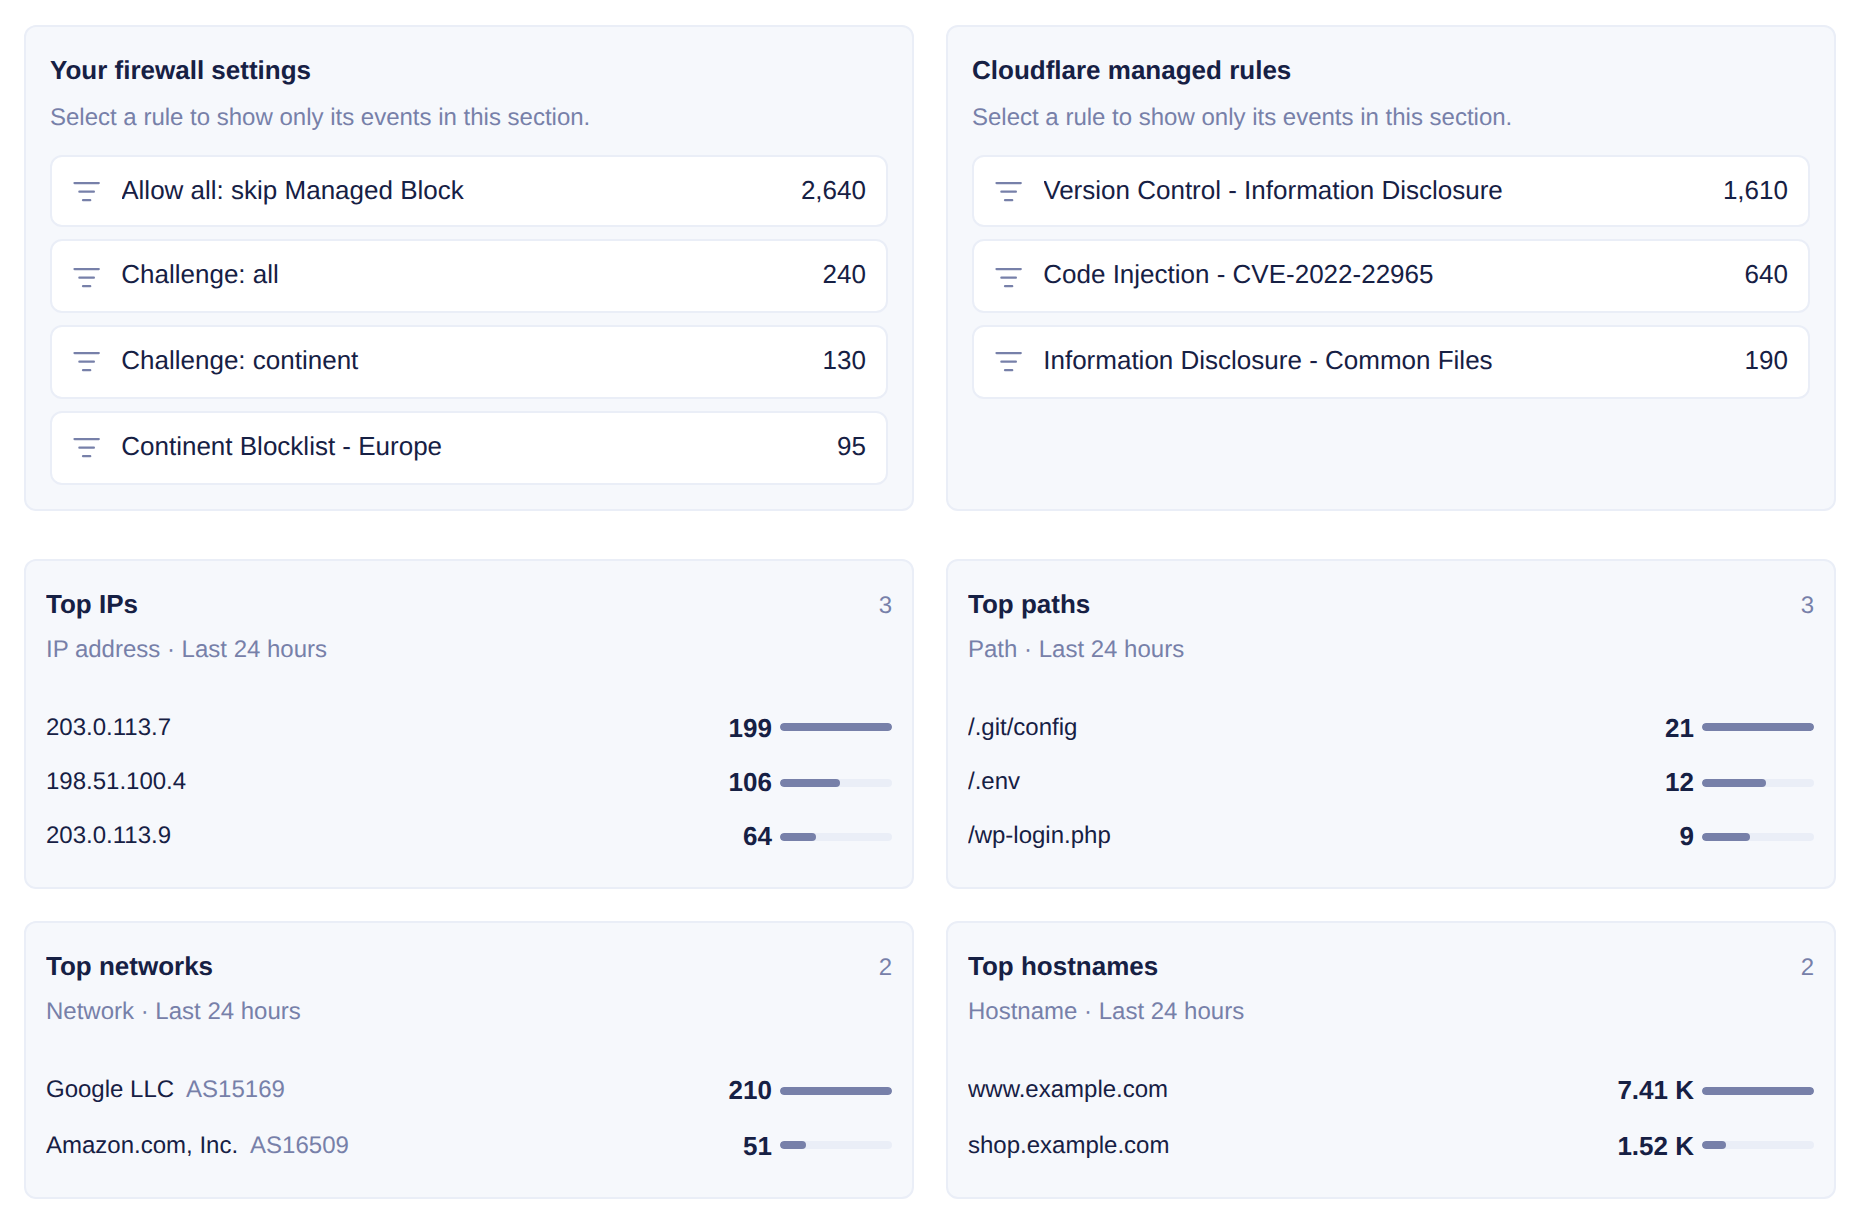 Your firewall settings
Select a rule to show only its events in this section.
Allow all: skip Managed Block 2,640
Challenge: all 240
Challenge: continent 130
Continent Blocklist - Europe 95
Cloudflare managed rules
Select a rule to show only its events in this section.
Version Control - Information Disclosure 1,610
Code Injection - CVE-2022-22965 640
Information Disclosure - Common Files 190
Top IPs 3
IP address · Last 24 hours
203.0.113.7 199
198.51.100.4 106
203.0.113.9 64
Top paths 3
Path · Last 24 hours
/.git/config 21
/.env 12
/wp-login.php 9
Top networks 2
Network · Last 24 hours
Google LLC AS15169 210
Amazon.com, Inc. AS16509 51
Top hostnames 2
Hostname · Last 24 hours
www.example.com 7.41 K
shop.example.com 1.52 K